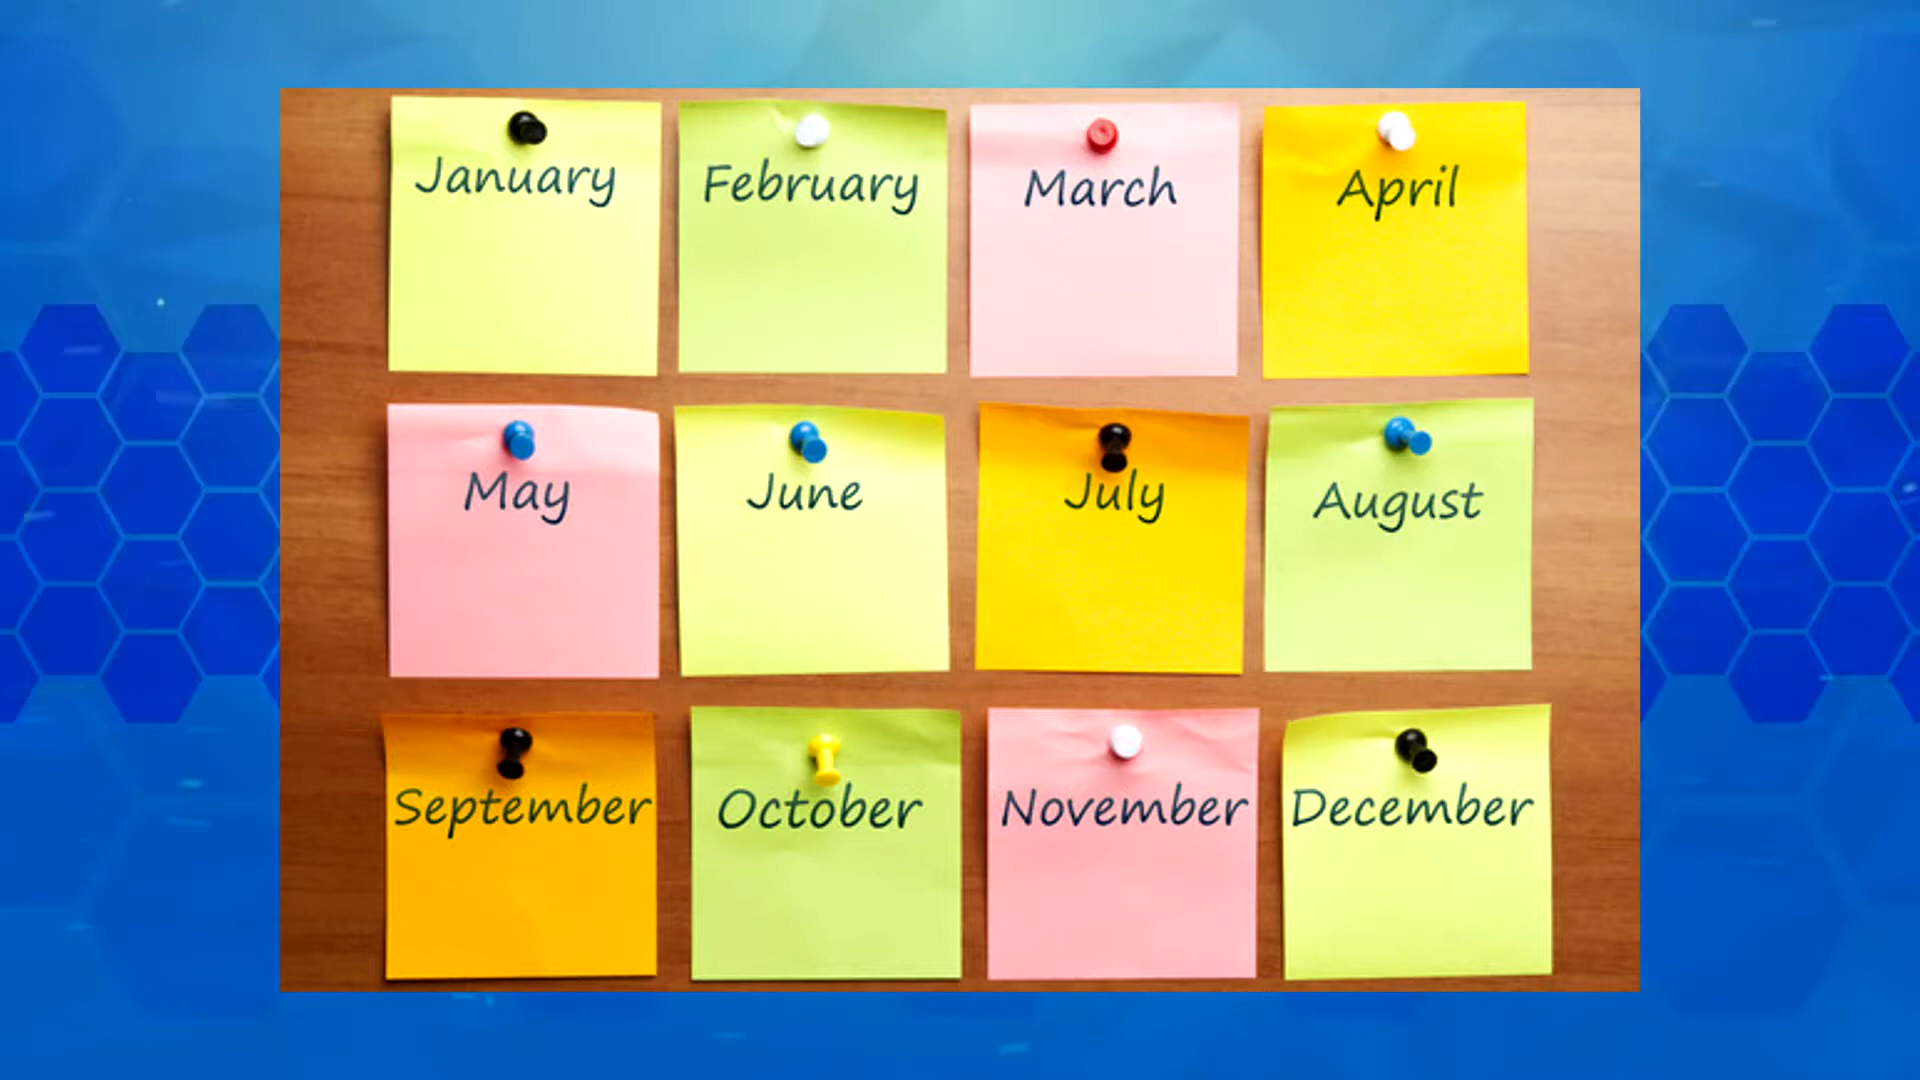 January February March April
May June July August
September October November December